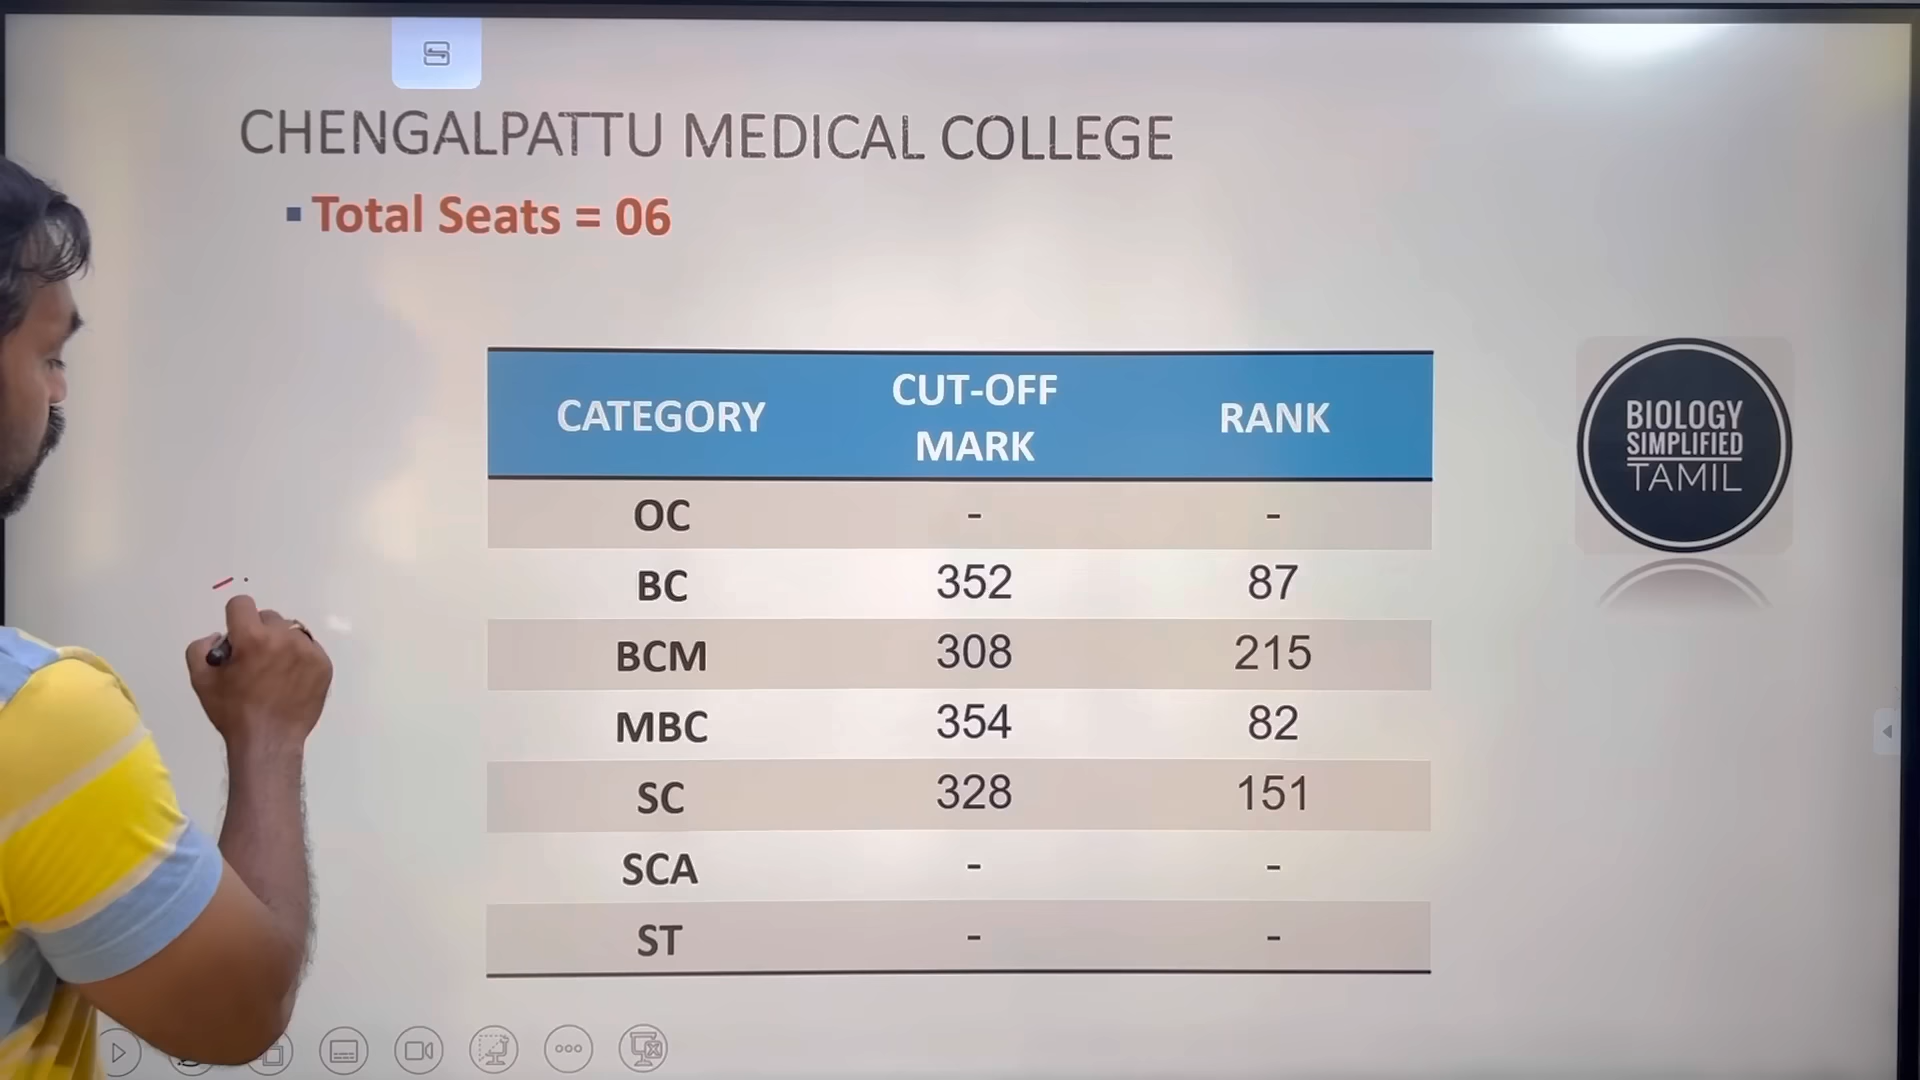 CHENGALPATTU MEDICAL COLLEGE
▪ Total Seats = 06
CATEGORY CUT-OFF MARK RANK
OC - -
BC 352 87
BCM 308 215
MBC 354 82
SC 328 151
SCA - -
ST - -
BIOLOGY
SIMPLIFIED
TAMIL